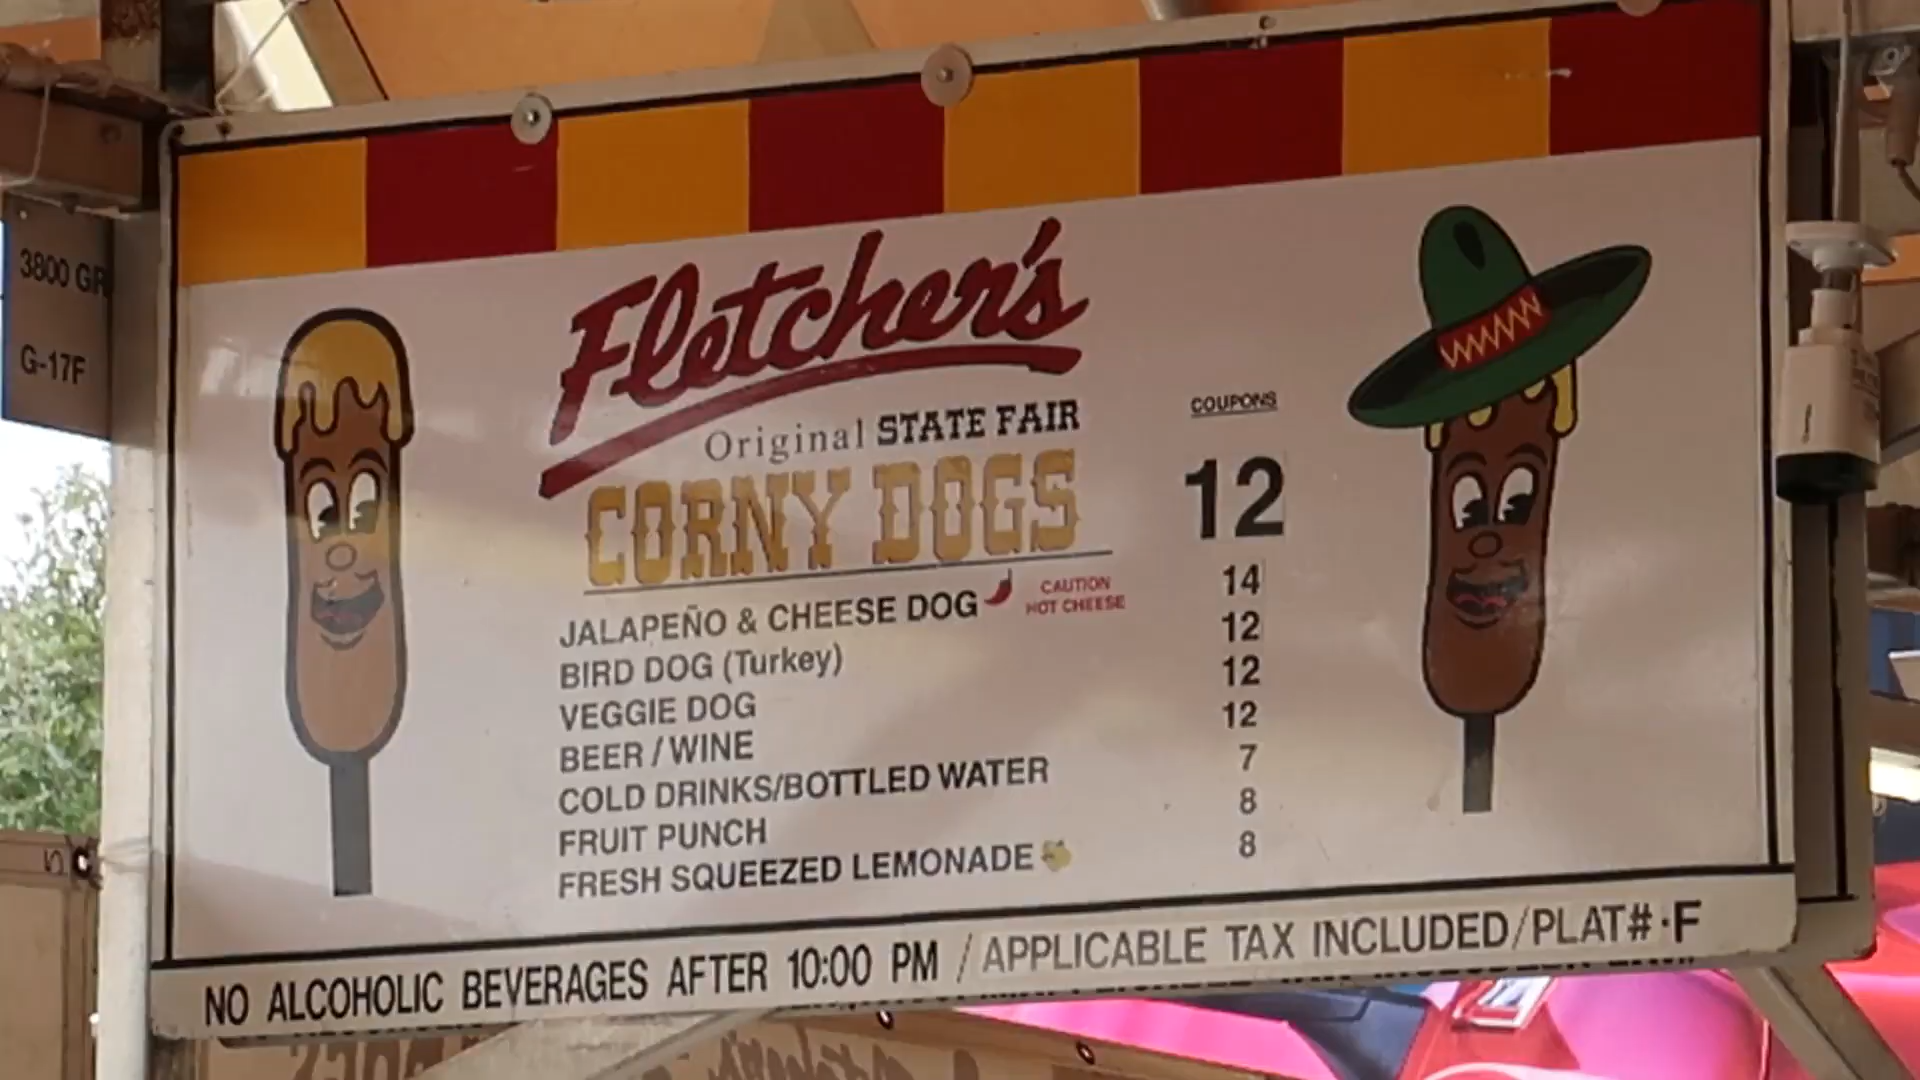 3800 GR
G-17F
Fletcher's
Original STATE FAIR
COUPONS
CORNY DOGS 12
JALAPEÑO & CHEESE DOG CAUTION HOT CHEESE 14
BIRD DOG (Turkey) 12
VEGGIE DOG 12
BEER / WINE 12
COLD DRINKS/BOTTLED WATER 7
FRUIT PUNCH 8
FRESH SQUEEZED LEMONADE 8
NO ALCOHOLIC BEVERAGES AFTER 10:00 PM / APPLICABLE TAX INCLUDED/PLAT#·F